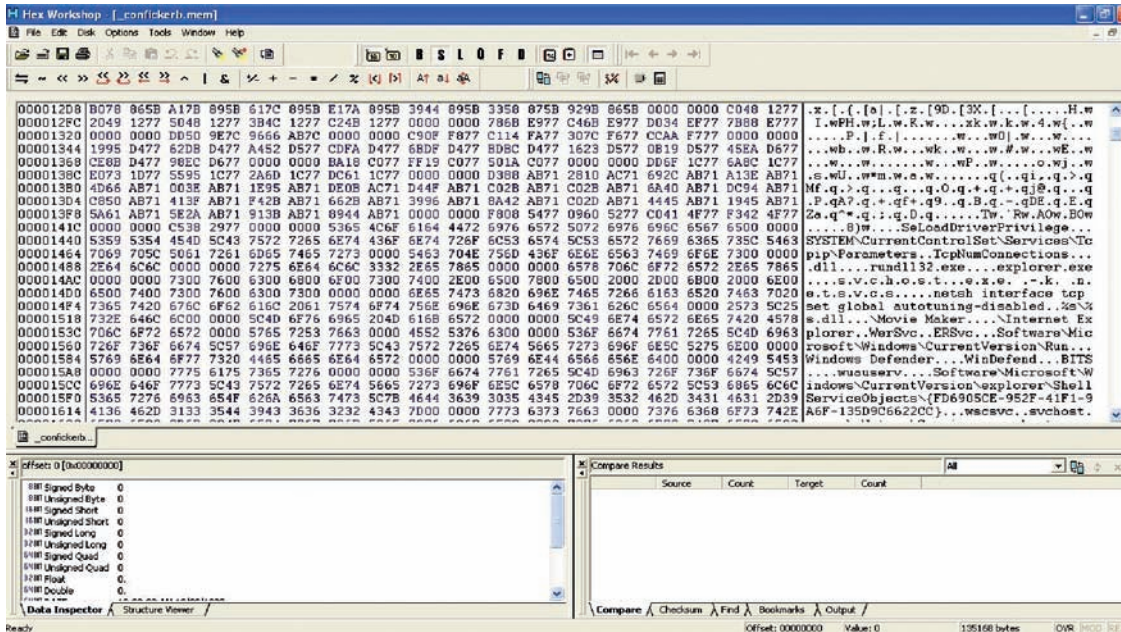 Hex Workshop - [_confickerb.mem]
File Edit Disk Options Tools Window Help
B S L Q F D
000012D8 B078 865B A17B 895B 617C 895B E17A 895B 3944 895B 3358 875B 929B 865B 0000 0000 C048 1277 .x.[.{.[a|.[.z.[9D.[3X.[...[.....H.w
000012FC 2049 1277 5048 1277 3B4C 1277 C24B 1277 0000 0000 786B E977 C46B E977 D034 EF77 7B88 E777
00001320 0000 0000 DD50 9E7C 9666 AB7C 0000 0000 C90F F877 C114 FA77 307C F677 CCAA F777 0000 0000
00001344 1995 D477 62DB D477 A452 D577 CDFA D477 6BDF D477 BDBC D477 1623 D577 0B19 D577 45EA D677
00001368 CE8B D477 98EC D677 0000 0000 BA18 C077 FF19 C077 501A C077 0000 0000 DD6F 1C77 6A8C 1C77
0000138C E073 1D77 5595 1C77 2A6D 1C77 DC61 1C77 0000 0000 D388 AB71 2810 AC71 692C AB71 A13E AB71
000013B0 4D66 AB71 003E AB71 1E95 AB71 DE0B AC71 D44F AB71 C02B AB71 C02B AB71 6A40 AB71 DC94 AB71
000013D4 C850 AB71 413F AB71 F42B AB71 662B AB71 3996 AB71 8A42 AB71 C02D AB71 4445 AB71 1945 AB71
000013F8 5A61 AB71 5E2A AB71 913B AB71 8944 AB71 0000 0000 F808 5477 0960 5277 C041 4F77 F342 4F77
0000141C 0000 0000 C538 2977 0000 0000 5365 4C6F 6164 4472 6976 6572 5072 6976 696C 6567 6500 0000 .....8)w....SeLoadDriverPrivilege...
00001440 5359 5354 454D 5C43 7572 7265 6E74 436F 6E74 726F 6C53 6574 5C53 6572 7669 6365 735C 5463 SYSTEM\CurrentControlSet\Services\Tc
00001464 7069 705C 5061 7261 6D65 7465 7273 0000 5463 704E 756D 436F 6E6E 6563 7469 6F6E 7300 0000 pip\Parameters..TcpNumConnections...
00001488 2E64 6C6C 0000 0000 7275 6E64 6C6C 3332 2E65 7865 0000 0000 6578 706C 6F72 6572 2E65 7865 .dll....rundll32.exe....explorer.exe
000014AC 0000 0000 7300 7600 6300 6800 6F00 7300 7400 2E00 6500 7800 6500 2000 2D00 6B00 2000 6E00 ....s.v.c.h.o.s.t...e.x.e. .-.k. .n.
000014D0 6500 7400 7300 7600 6300 7300 0000 0000 6E65 7473 6820 696E 7465 7266 6163 6520 7463 7020 e.t.s.v.c.s.....netsh interface tcp
000014F4 7365 7420 676C 6F62 616C 2061 7574 6F74 756E 696E 673D 6469 7361 626C 6564 0000 2573 5C25 set global autotuning=disabled..%s\%
00001518 732E 646C 6C00 0000 5C4D 6F76 6965 204D 616B 6572 0000 0000 5C49 6E74 6572 6E65 7420 4578 s.dll...\Movie Maker....\Internet Ex
0000153C 706C 6F72 6572 0000 5765 7253 7663 0000 4552 5376 6300 0000 536F 6674 7761 7265 5C4D 6963 plorer..WerSvc..ERSvc...Software\Mic
00001560 726F 736F 6674 5C57 696E 646F 7773 5C43 7572 7265 6E74 5665 7273 696F 6E5C 5275 6E00 0000 rosoft\Windows\CurrentVersion\Run...
00001584 5769 6E64 6F77 7320 4465 6665 6E64 6572 0000 0000 5769 6E44 6566 656E 6400 0000 4249 5453 Windows Defender....WinDefend...BITS
000015A8 0000 0000 7775 6175 7365 7276 0000 0000 536F 6674 7761 7265 5C4D 6963 726F 736F 6674 5C57 ....wuauserv....Software\Microsoft\W
000015CC 696E 646F 7773 5C43 7572 7265 6E74 5665 7273 696F 6E5C 6578 706C 6F72 6572 5C53 6865 6C6C indows\CurrentVersion\explorer\Shell
000015F0 5365 7276 6963 654F 626A 6563 7473 5C7B 4644 3639 3035 4345 2D39 3532 462D 3431 4631 2D39 ServiceObjects\{FD6905CE-952F-41F1-9
00001614 4136 462D 3133 3544 3943 3636 3232 4343 7D00 0000 7773 6373 7663 0000 7376 6368 6F73 742E A6F-135D9C6622CC}...wscsvc..svchost.
_confickerb...
offset: 0 [0x00000000]
8BIT Signed Byte 0
8BIT Unsigned Byte 0
16BIT Signed Short 0
16BIT Unsigned Short 0
32BIT Signed Long 0
32BIT Unsigned Long 0
64BIT Signed Quad 0
64BIT Unsigned Quad 0
32BIT Float 0.
64BIT Double 0.
Data Inspector Structure Viewer
Compare Results All
Source Count Target Count
Compare Checksum Find Bookmarks Output
Ready Offset: 00000000 Value: 0 135168 bytes OVR MOD